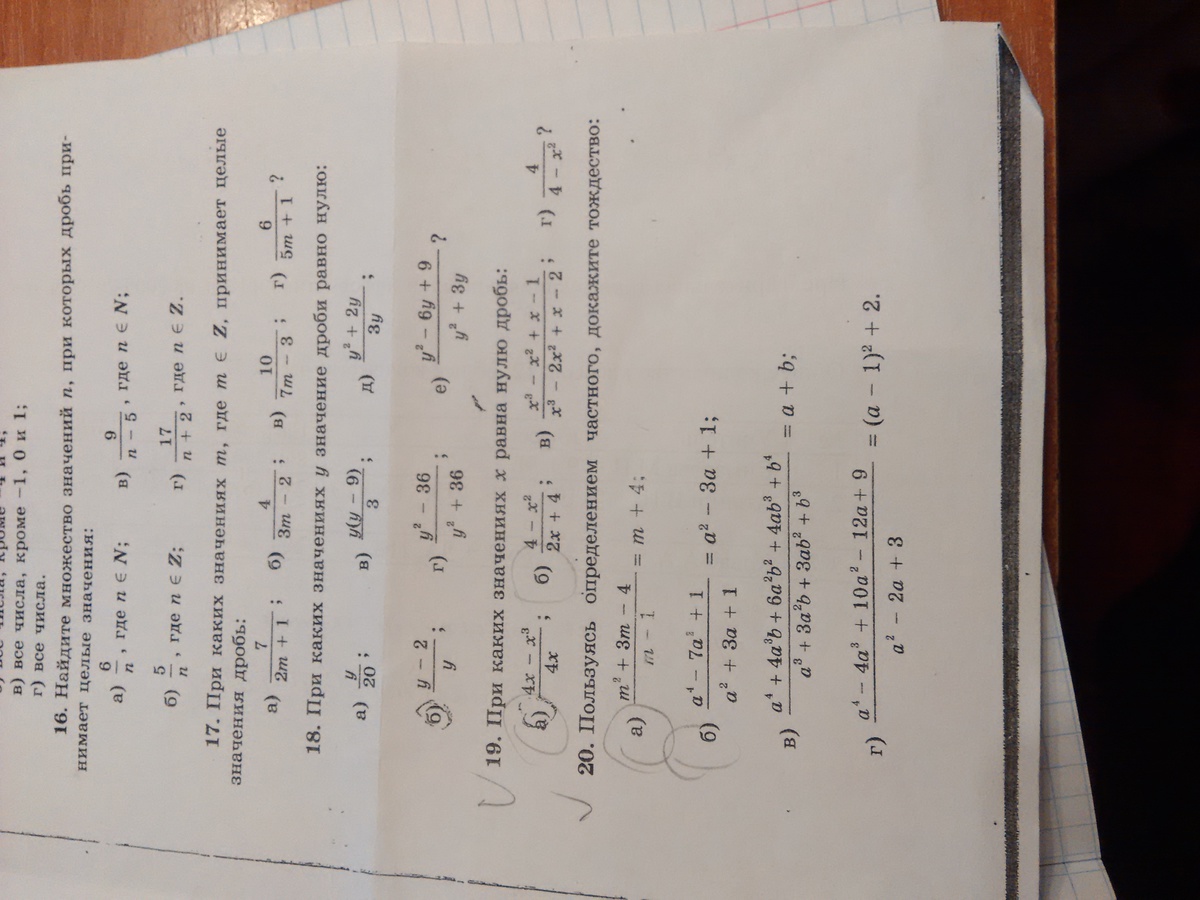 в) все числа, кроме −1, 0 и 1;
г) все числа.
16. Найдите множество значений n, при которых дробь при-
нимает целые значения:
а) 6/n, где n ∈ N; в) 9/(n − 5), где n ∈ N;
б) 5/n, где n ∈ Z; г) 17/(n + 2), где n ∈ Z.
17. При каких значениях m, где m ∈ Z, принимает целые
значения дробь:
а) 7/(2m + 1); б) 4/(3m − 2); в) 10/(7m − 3); г) 6/(5m + 1)?
18. При каких значениях y значение дроби равно нулю:
а) y/20; в) y(y − 9)/3; д) (y² + 2y)/(3y);
б) (y − 2)/y; г) (y² − 36)/(y² + 36); е) (y² − 6y + 9)/(y² + 3y)?
19. При каких значениях x равна нулю дробь:
а) (4x − x³)/(4x); б) (4 − x²)/(2x + 4); в) (x³ − x² + x − 1)/(x³ − 2x² + x − 2); г) 4/(4 − x²)?
20. Пользуясь определением частного, докажите тождество:
а) (m² + 3m − 4)/(m − 1) = m + 4;
б) (a⁴ − 7a² + 1)/(a² + 3a + 1) = a² − 3a + 1;
в) (a⁴ + 4a³b + 6a²b² + 4ab³ + b⁴)/(a³ + 3a²b + 3ab² + b³) = a + b;
г) (a⁴ − 4a³ + 10a² − 12a + 9)/(a² − 2a + 3) = (a − 1)² + 2.